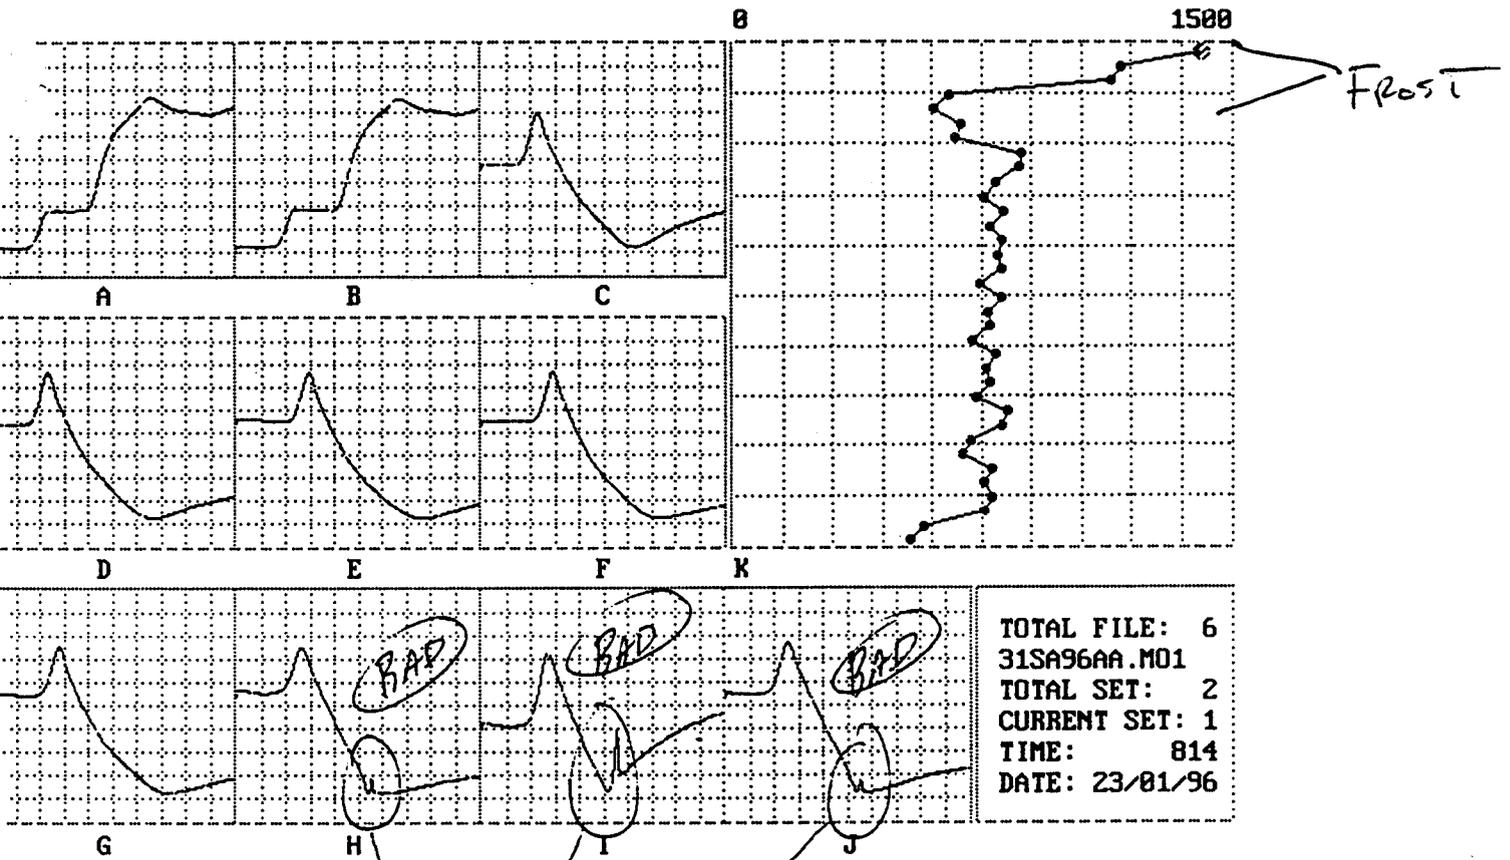 0 1500
FROST
A B C
D E F K
BAD BAD BAD
TOTAL FILE: 6
31SA96AA.M01
TOTAL SET: 2
CURRENT SET: 1
TIME: 814
DATE: 23/01/96
G H I J